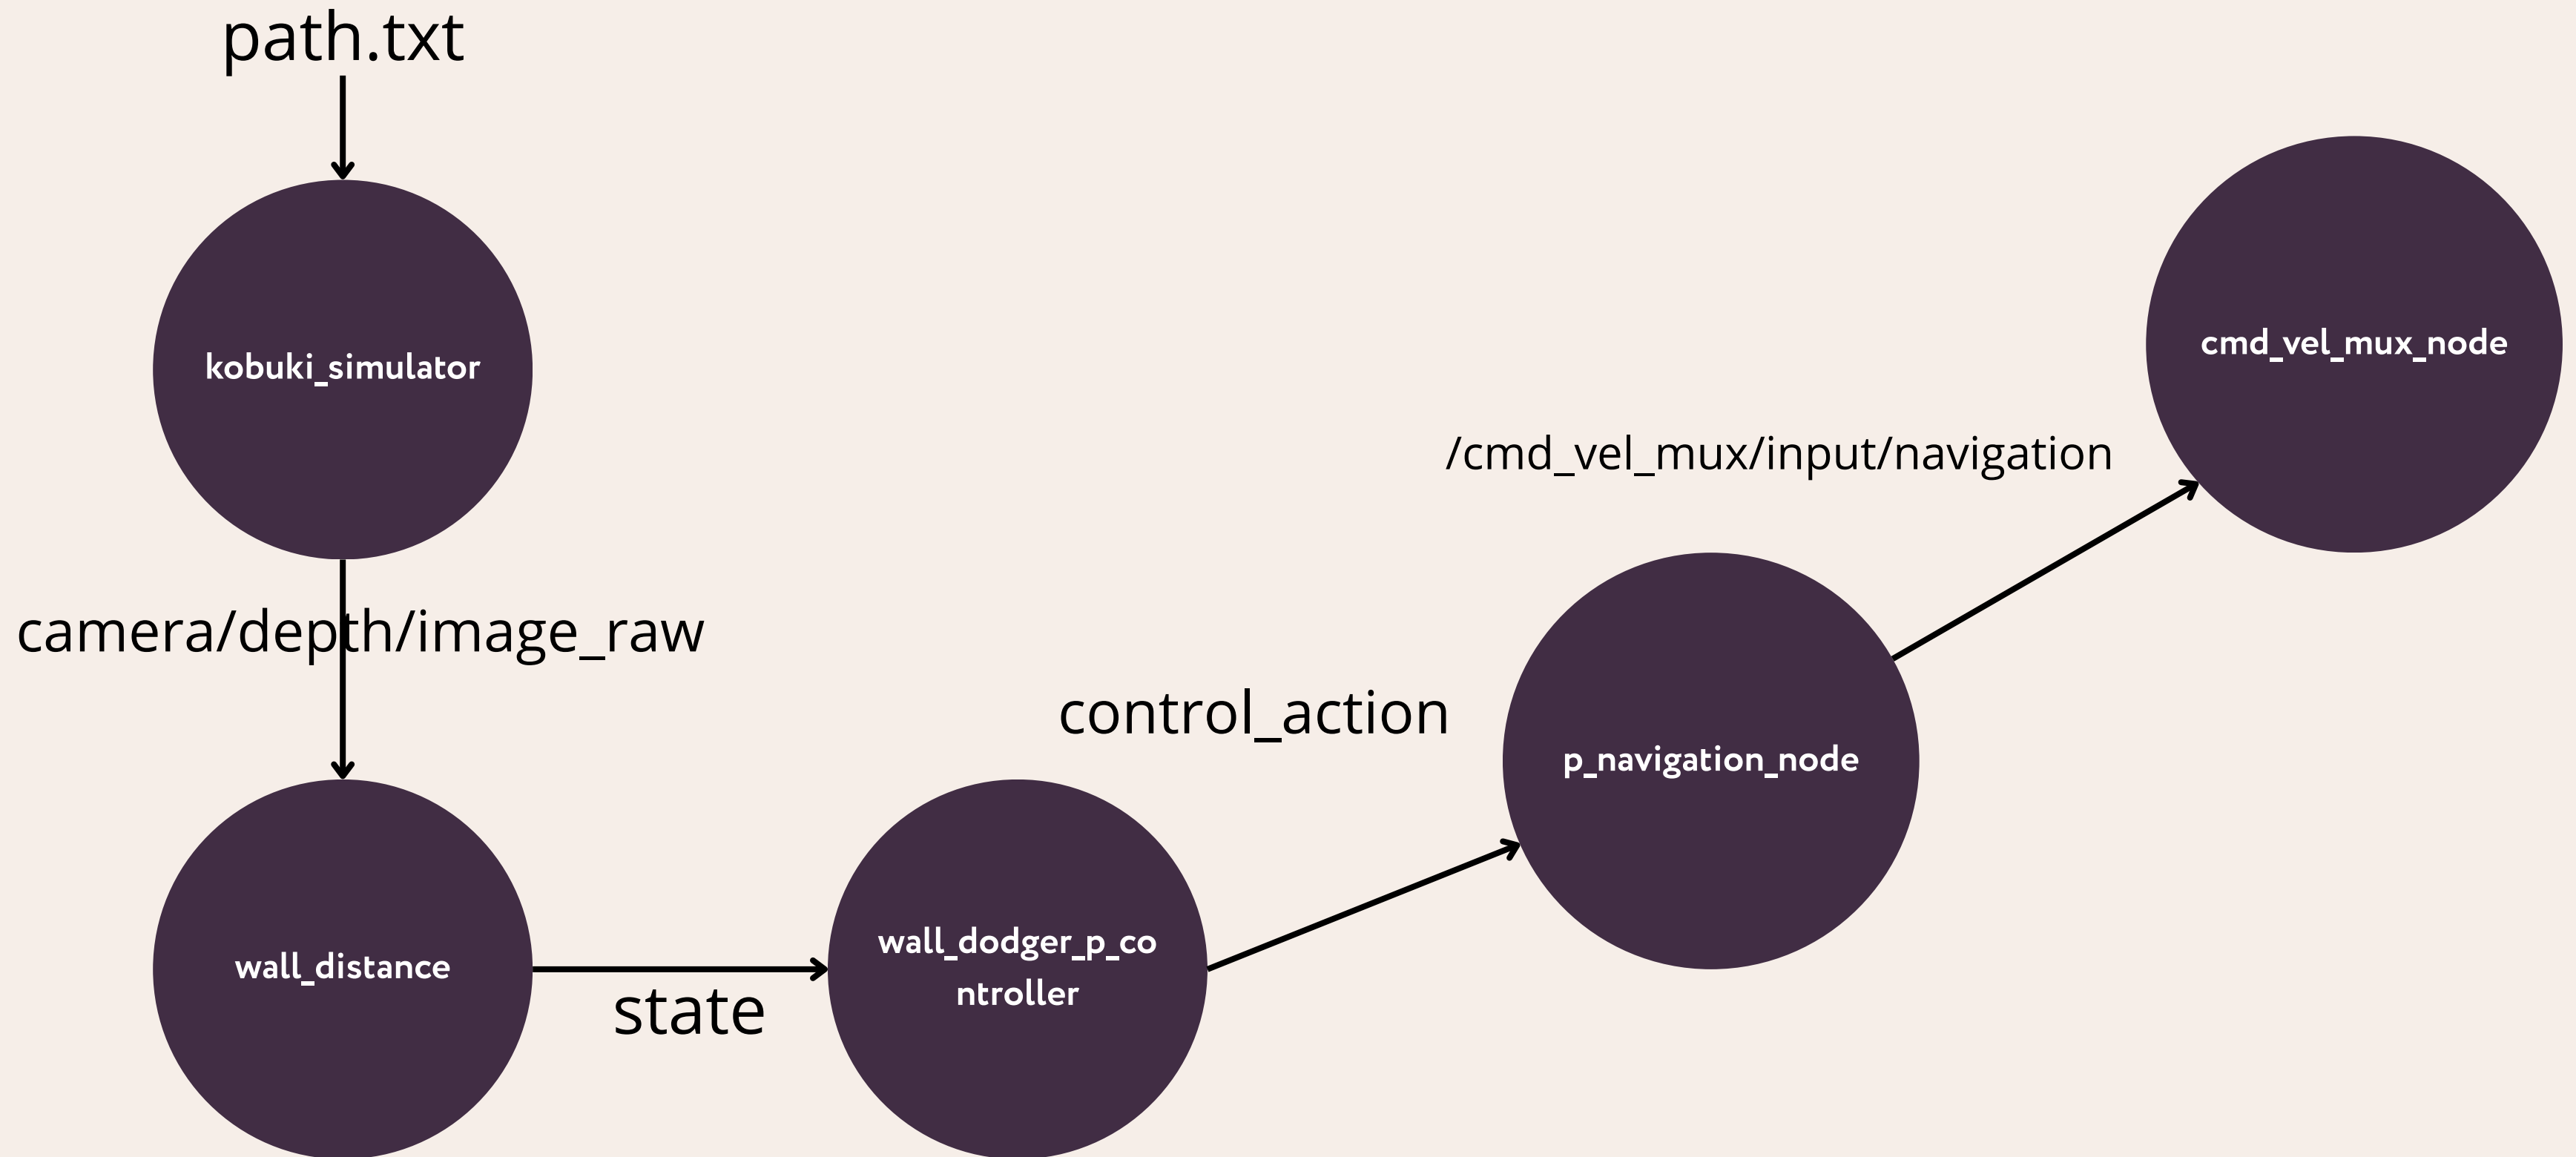 path.txt
kobuki_simulator
cmd_vel_mux_node
/cmd_vel_mux/input/navigation
camera/depth/image_raw
control_action
p_navigation_node
wall_distance
state
wall_dodger_p_co
ntroller